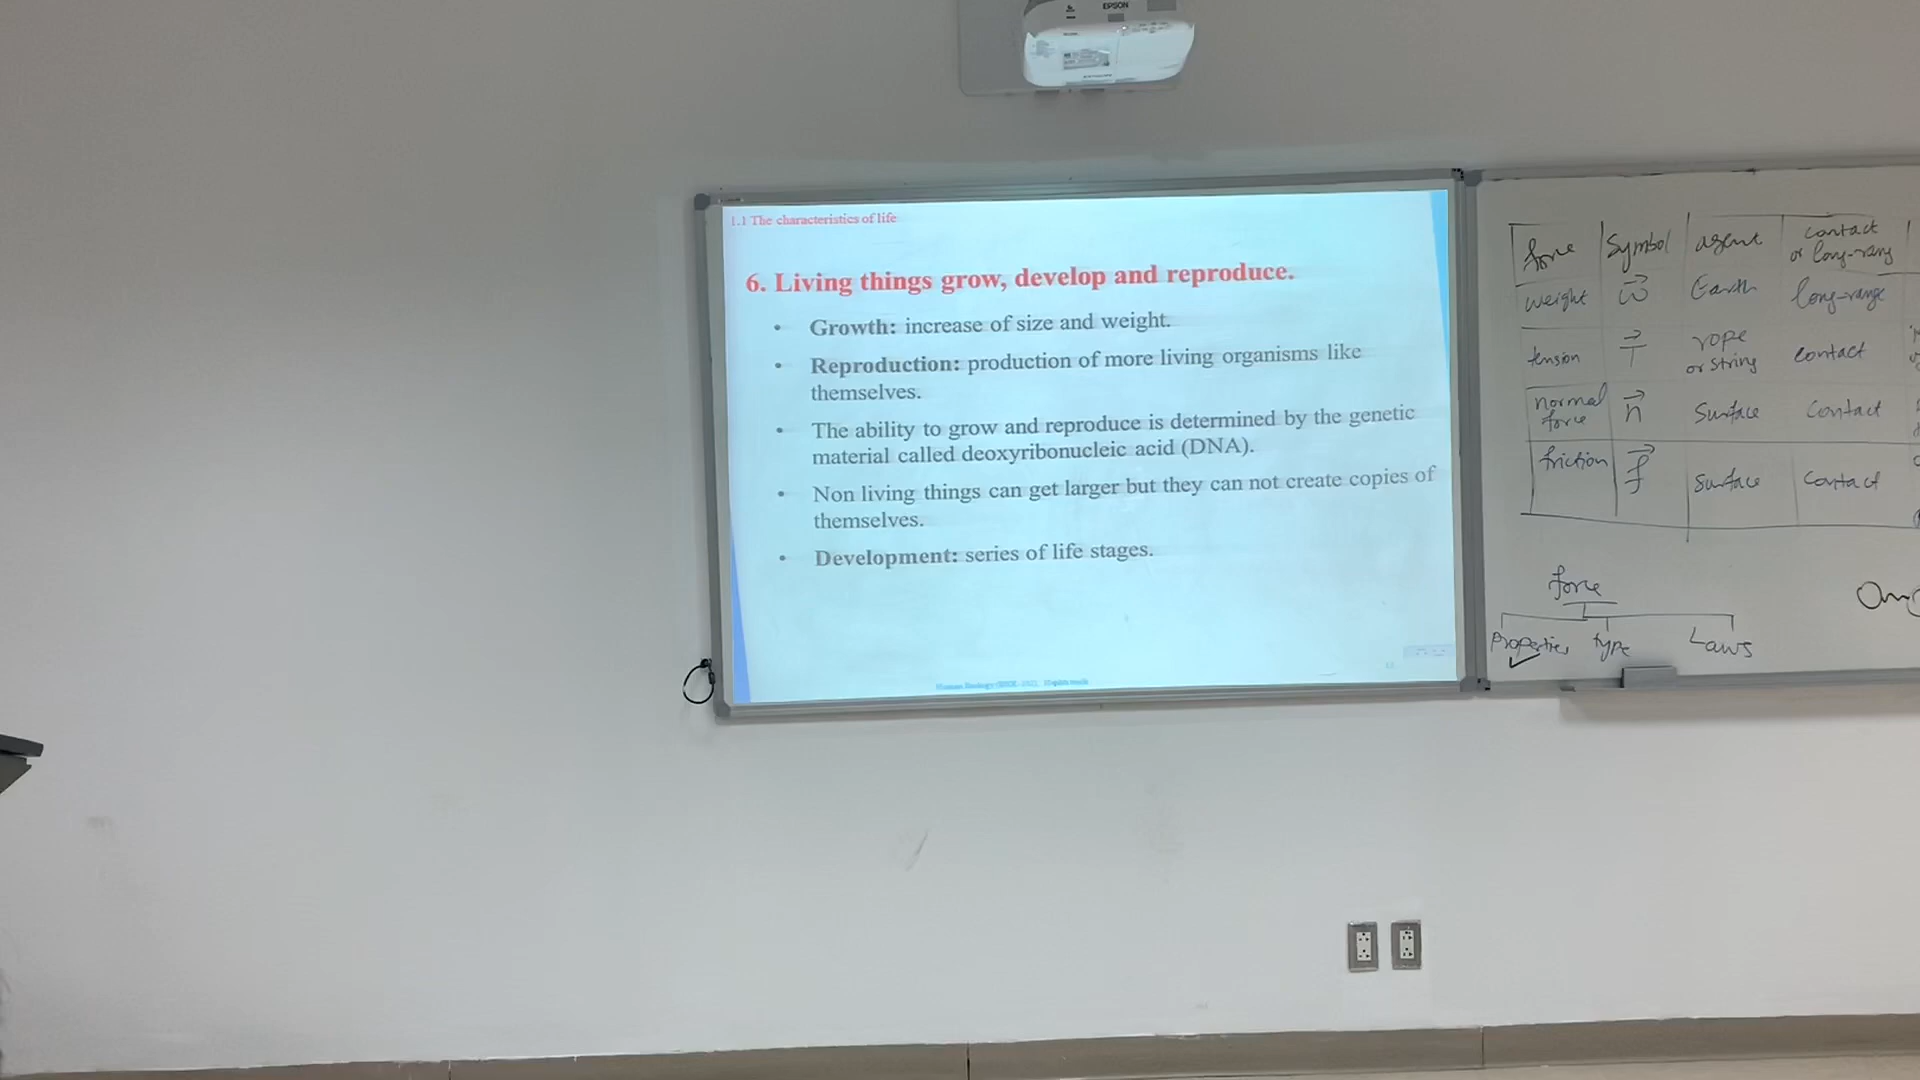 EPSON
1.1 The characteristics of life
6. Living things grow, develop and reproduce.
• Growth: increase of size and weight.
• Reproduction: production of more living organisms like
themselves.
• The ability to grow and reproduce is determined by the genetic
material called deoxyribonucleic acid (DNA).
• Non living things can get larger but they can not create copies of
themselves.
• Development: series of life stages.
force symbol agent contact
or long-rang
weight w⃗ Earth long-range
tension T⃗ rope
or string contact
normal
force n⃗ Surface Contact
friction f⃗ Surface Contact
force
Properties type Laws